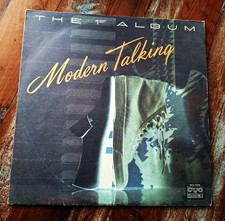 THE 1ST ALBUM
Modern Talking